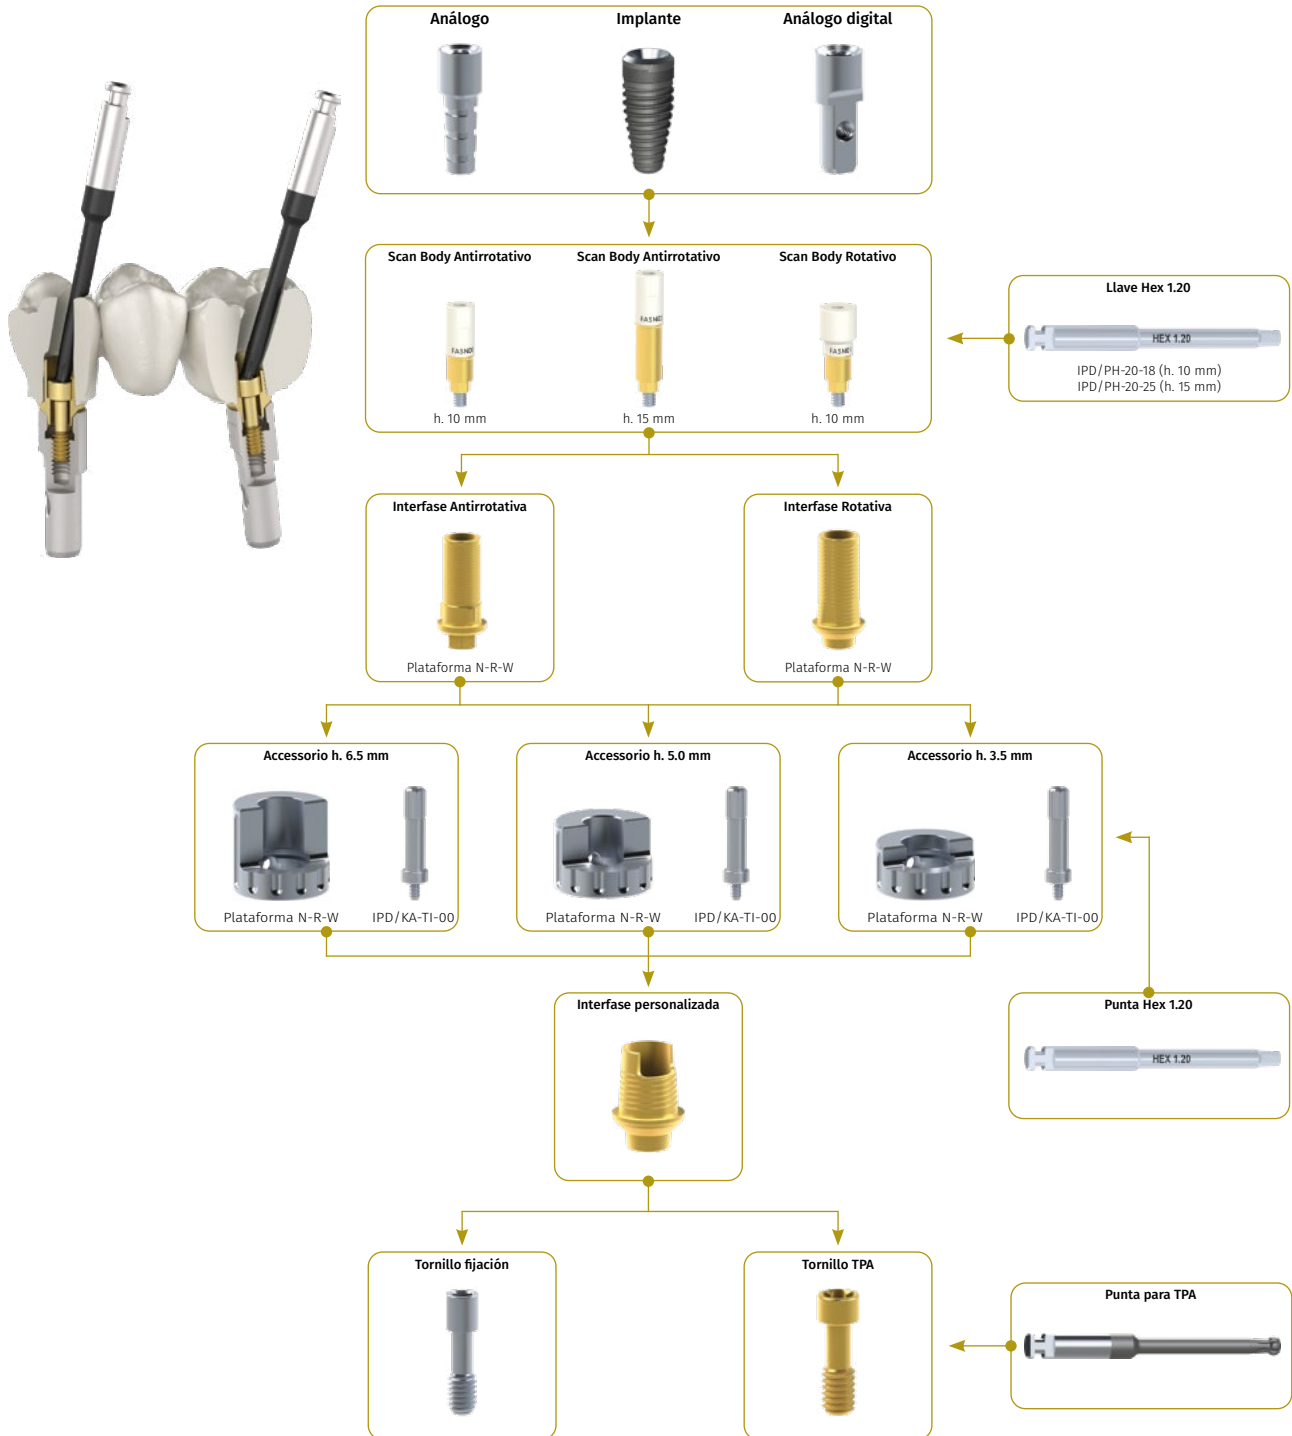 Análogo
Implante
Análogo digital
Scan Body Antirrotativo
Scan Body Antirrotativo
Scan Body Rotativo
h. 10 mm
h. 15 mm
h. 10 mm
Llave Hex 1.20
HEX 1.20
IPD/PH-20-18 (h. 10 mm)
IPD/PH-20-25 (h. 15 mm)
Interfase Antirrotativa
Plataforma N-R-W
Interfase Rotativa
Plataforma N-R-W
Accessorio h. 6.5 mm
Plataforma N-R-W
IPD/KA-TI-00
Accessorio h. 5.0 mm
Plataforma N-R-W
IPD/KA-TI-00
Accessorio h. 3.5 mm
Plataforma N-R-W
IPD/KA-TI-00
Interfase personalizada
Punta Hex 1.20
HEX 1.20
Tornillo fijación
Tornillo TPA
Punta para TPA